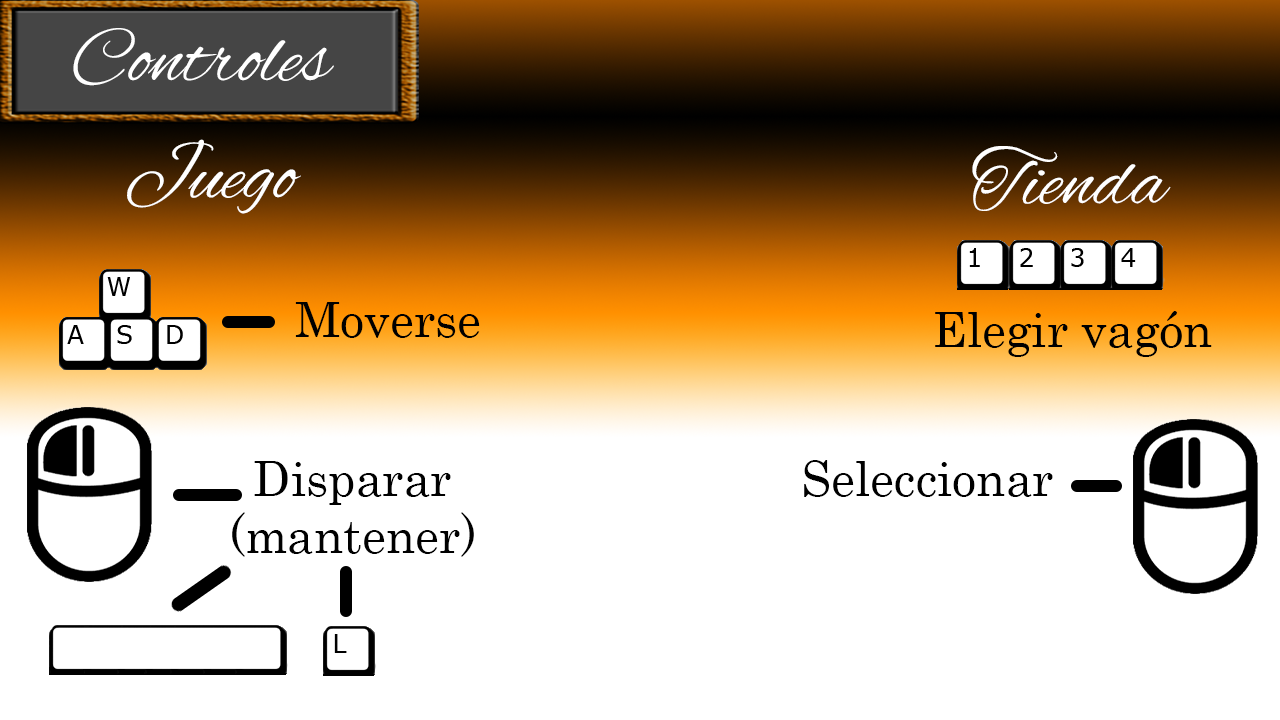 Controles
Juego
W
A S D
Moverse
Disparar
(mantener)
L
Tienda
1 2 3 4
Elegir vagón
Seleccionar